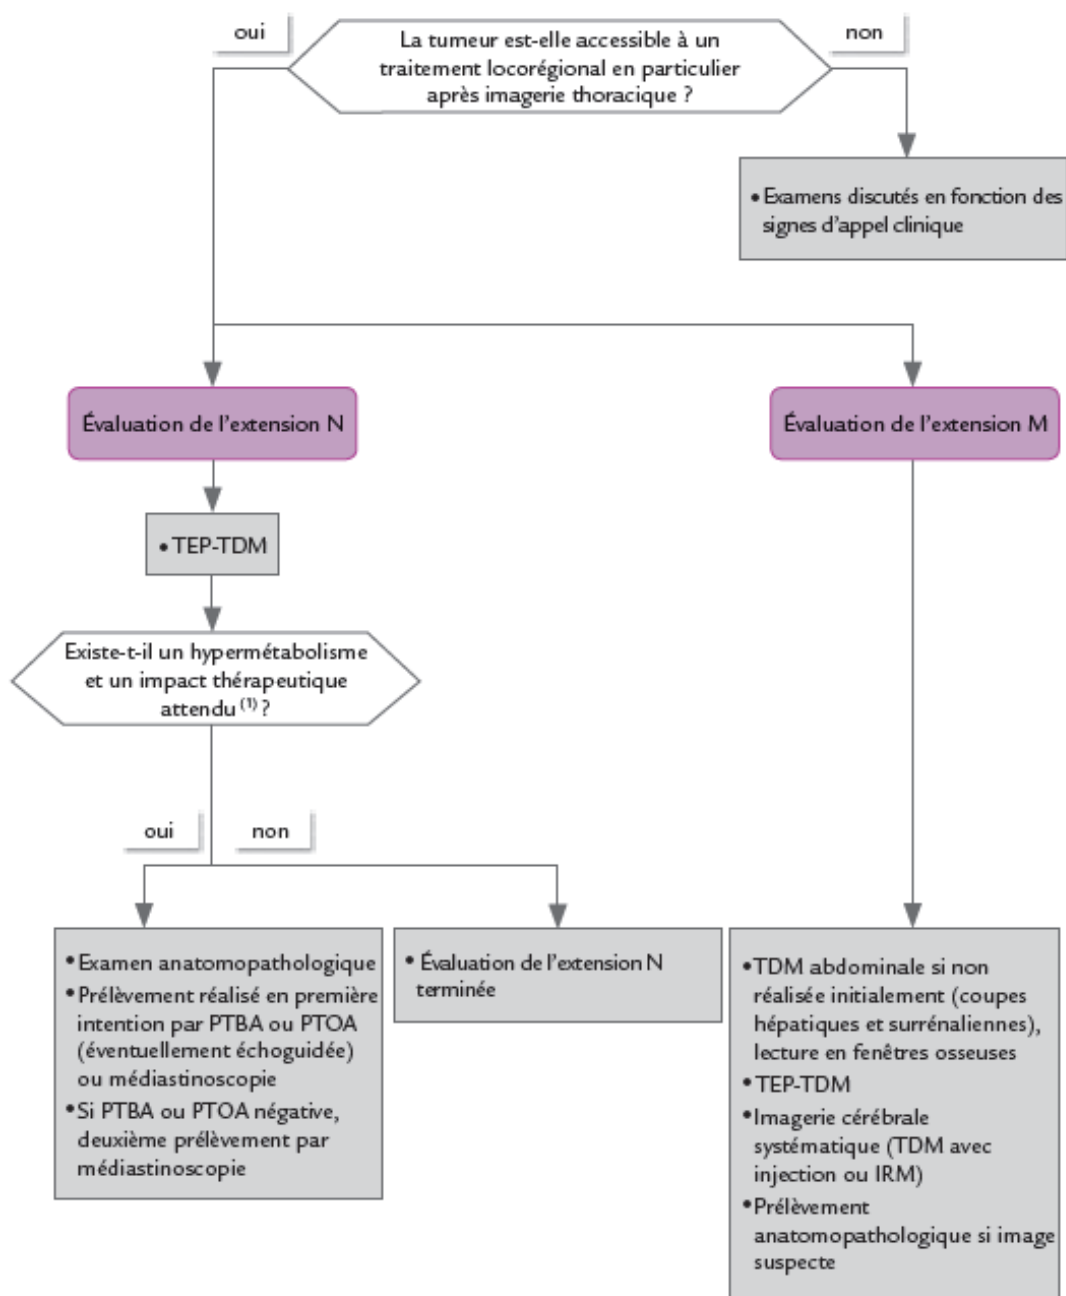 oui
La tumeur est-elle accessible à un
traitement locorégional en particulier
après imagerie thoracique ?
non
• Examens discutés en fonction des
signes d'appel clinique
Évaluation de l'extension N
Évaluation de l'extension M
• TEP-TDM
Existe-t-il un hypermétabolisme
et un impact thérapeutique
attendu (1) ?
oui
non
• Examen anatomopathologique
• Prélèvement réalisé en première
intention par PTBA ou PTOA
(éventuellement échoguidée)
ou médiastinoscopie
• Si PTBA ou PTOA négative,
deuxième prélèvement par
médiastinoscopie
• Évaluation de l'extension N
terminée
• TDM abdominale si non
réalisée initialement (coupes
hépatiques et surrénaliennes),
lecture en fenêtres osseuses
• TEP-TDM
• Imagerie cérébrale
systématique (TDM avec
injection ou IRM)
• Prélèvement
anatomopathologique si image
suspecte